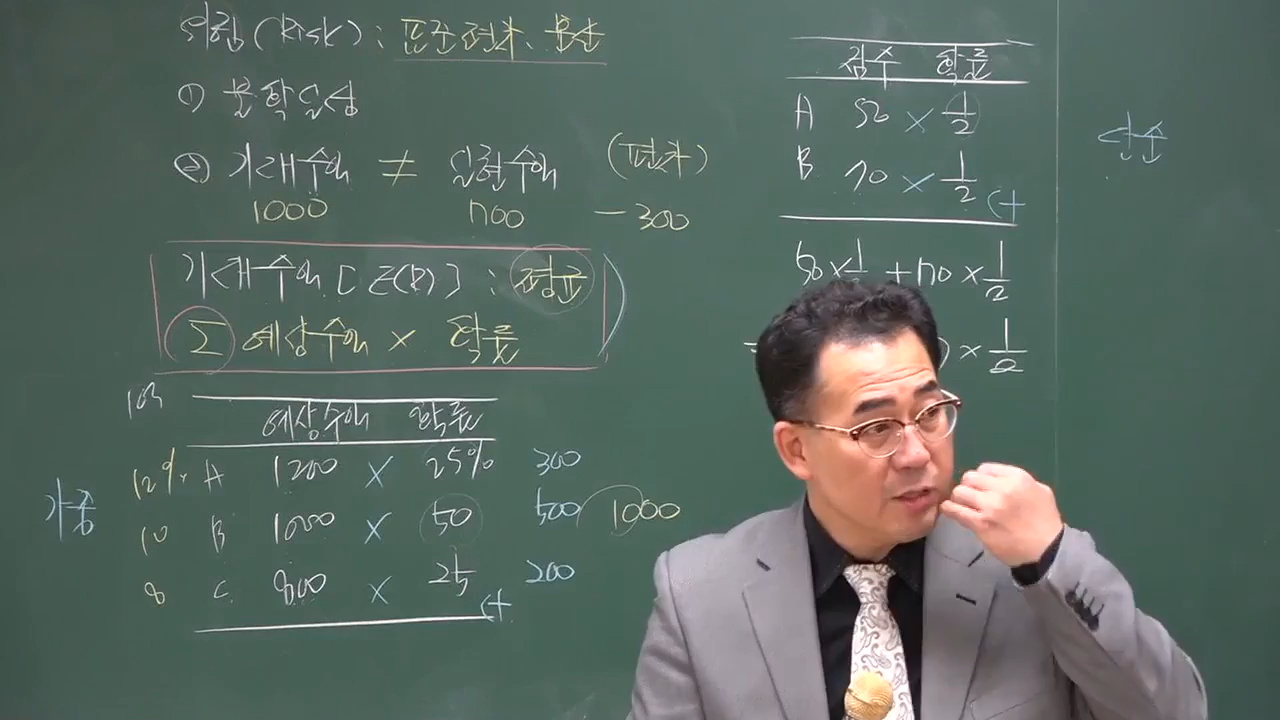 위험(Risk) : 표준편차, 분산
① 불확실성
② 기대수익 ≠ 실현수익 (편차)
1000 700 -300
기대수익 [E(R)] : 평균
Σ 예상수익 × 확률
예상수익 확률
12% A 1200 × 25% 300
가중 10 B 1000 × 50 500 1000
8 C 800 × 25 200
(+
점수 확률
A 50 × 1/2
B 70 × 1/2 (+
50 × 1/2 + 70 × 1/2
× 1/2